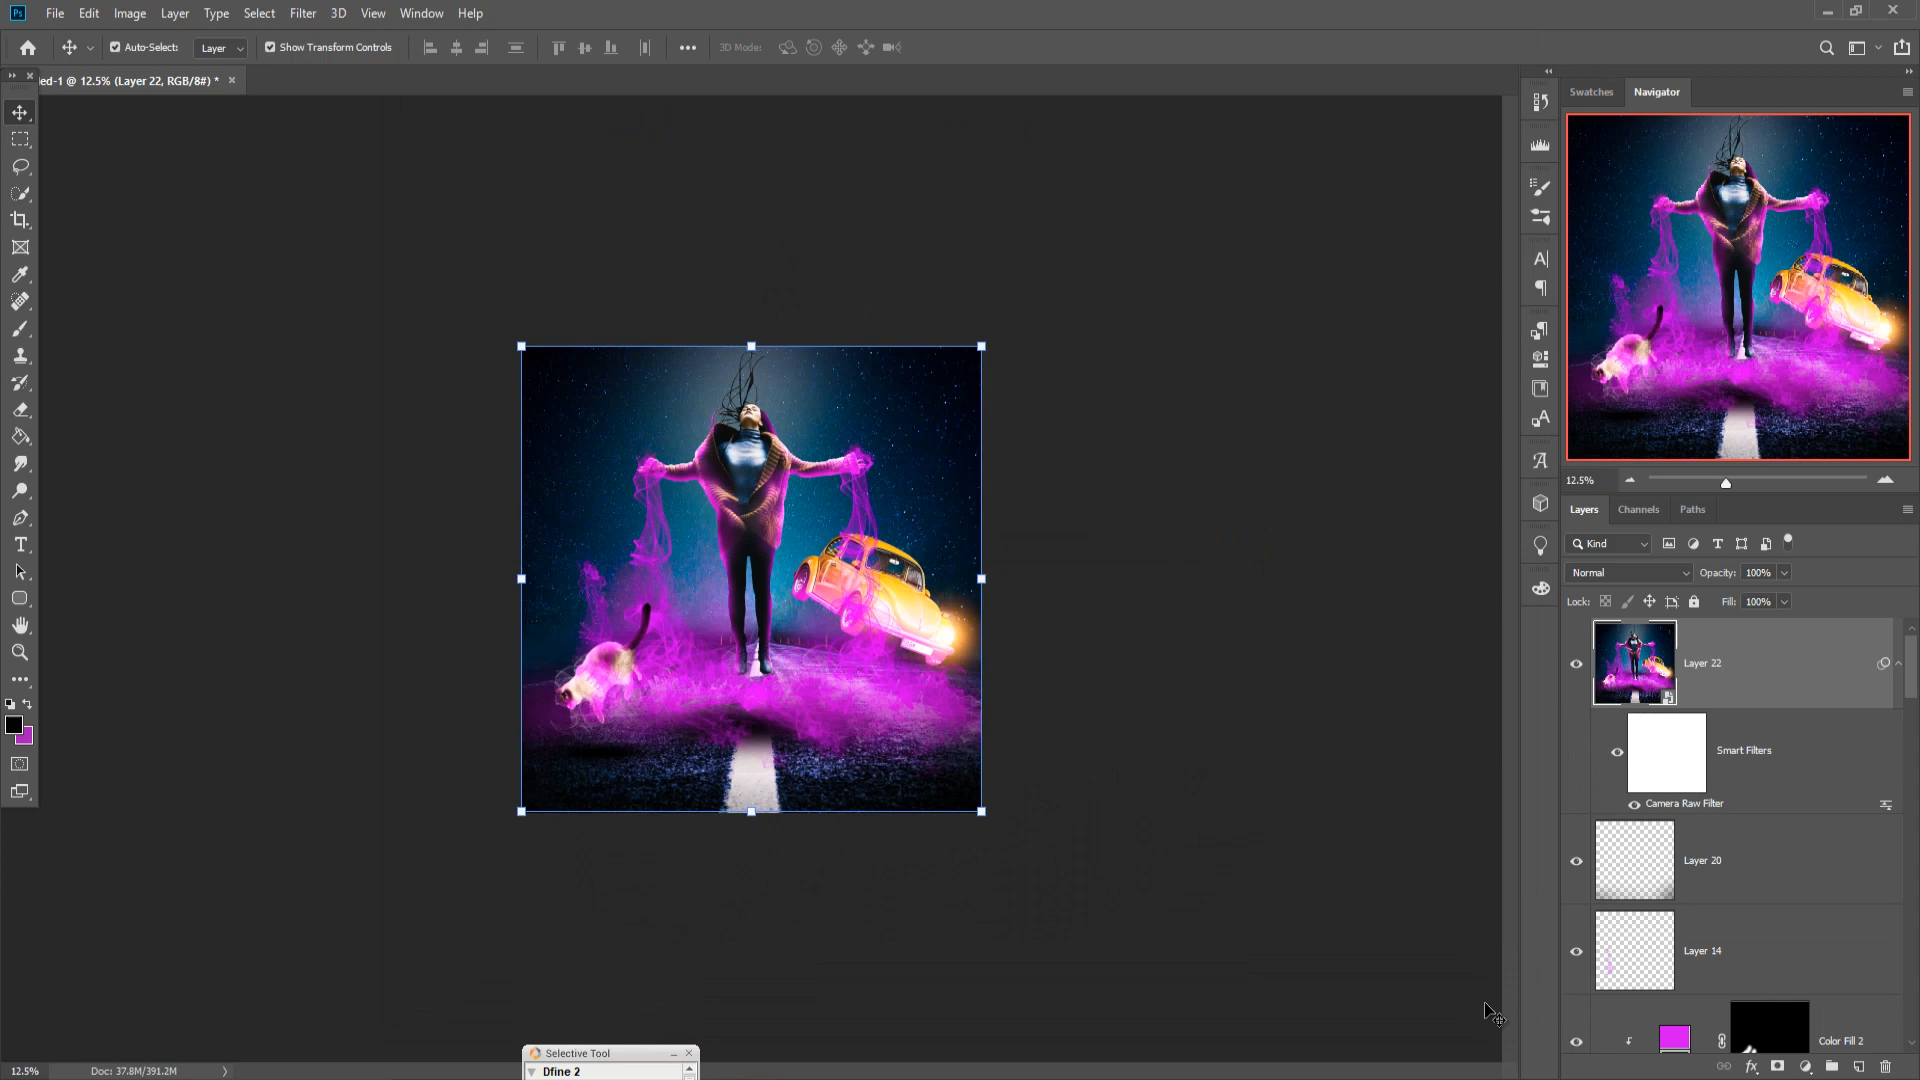 Ps File Edit Image Layer Type Select Filter 3D View Window Help
Auto-Select: Layer Show Transform Controls 3D Mode:
ed-1 @ 12.5% (Layer 22, RGB/8#) *
Swatches Navigator
12.5%
Layers Channels Paths
Kind
Normal Opacity: 100%
Lock: Fill: 100%
Layer 22
Smart Filters
Camera Raw Filter
Layer 20
Layer 14
Color Fill 2
Selective Tool
Dfine 2
12.5% Doc: 37.8M/391.2M